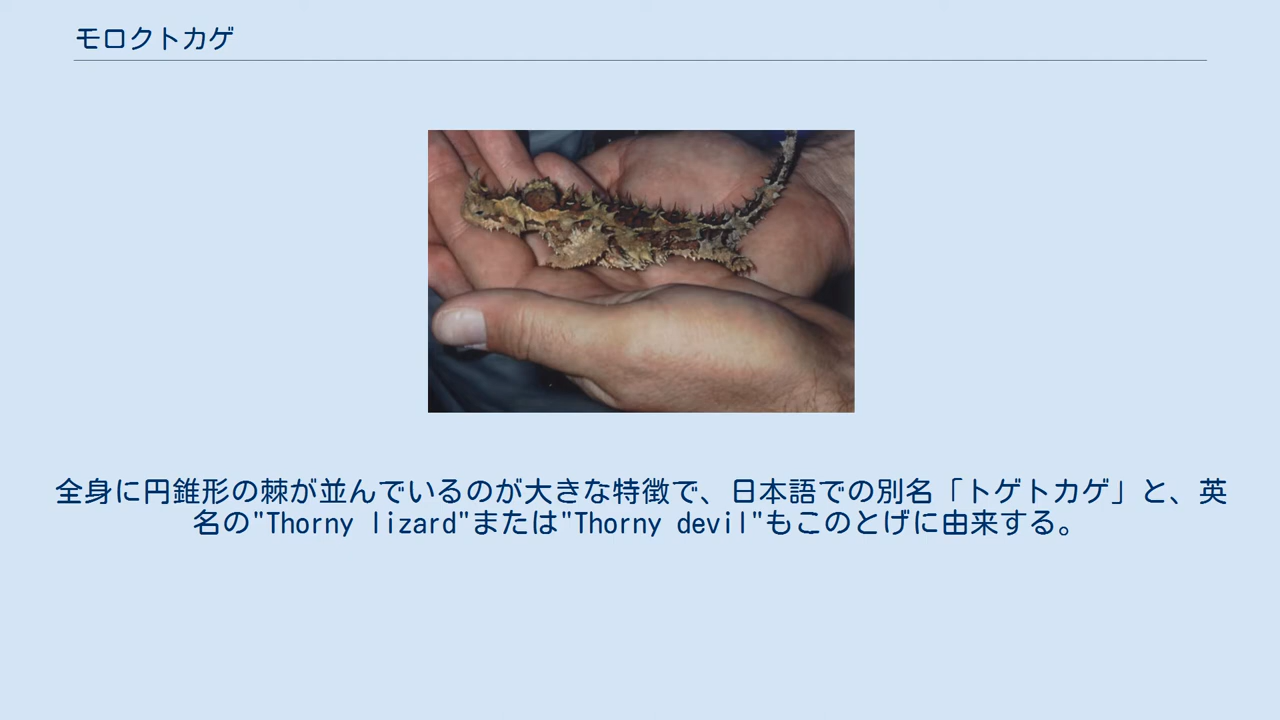 モロクトカゲ
全身に円錐形の棘が並んでいるのが大きな特徴で、日本語での別名「トゲトカゲ」と、英
名の"Thorny lizard"または"Thorny devil"もこのとげに由来する。